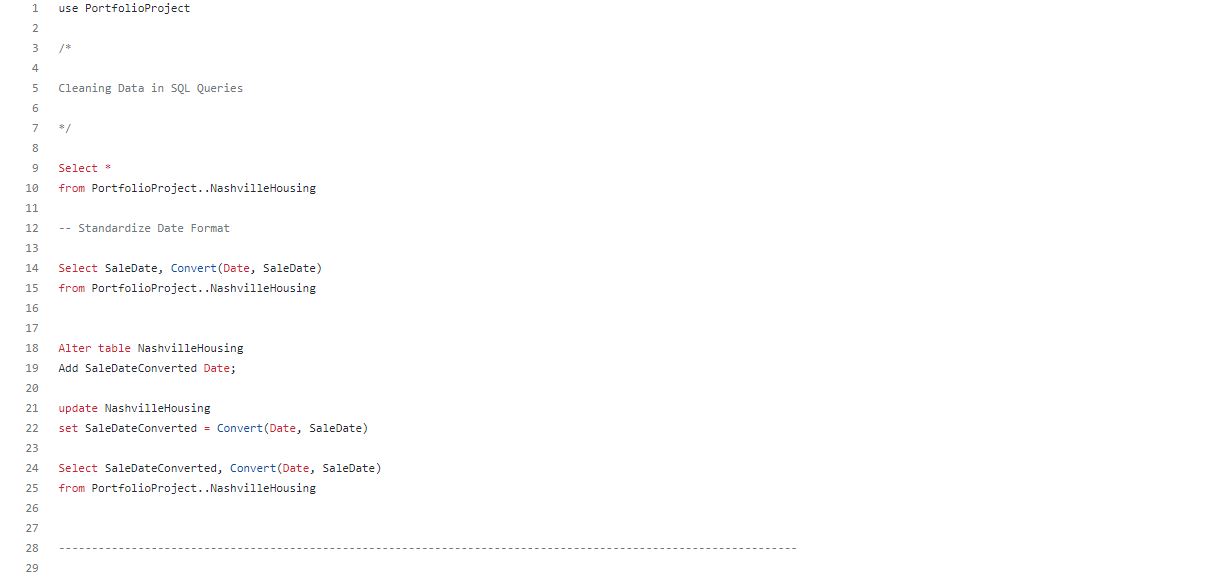 1 use PortfolioProject
2
3 /*
4
5 Cleaning Data in SQL Queries
6
7 */
8
9 Select *
10 from PortfolioProject..NashvilleHousing
11
12 -- Standardize Date Format
13
14 Select SaleDate, Convert(Date, SaleDate)
15 from PortfolioProject..NashvilleHousing
16
17
18 Alter table NashvilleHousing
19 Add SaleDateConverted Date;
20
21 update NashvilleHousing
22 set SaleDateConverted = Convert(Date, SaleDate)
23
24 Select SaleDateConverted, Convert(Date, SaleDate)
25 from PortfolioProject..NashvilleHousing
26
27
28 ----------------------------------------------------------------------------------------------------------------
29